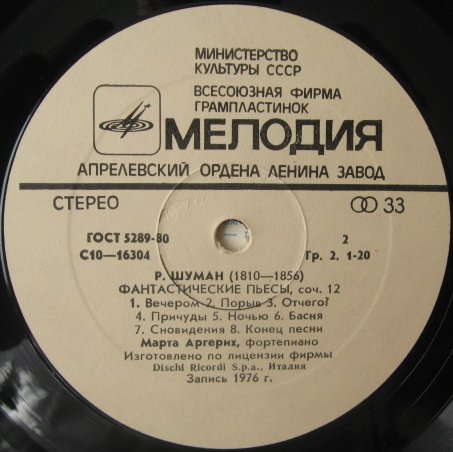 МИНИСТЕРСТВО
КУЛЬТУРЫ СССР
ВСЕСОЮЗНАЯ ФИРМА
ГРАМПЛАСТИНОК
МЕЛОДИЯ
АПРЕЛЕВСКИЙ ОРДЕНА ЛЕНИНА ЗАВОД
СТЕРЕО 33
ГОСТ 5289-80 2
С10—16304 Гр. 2. 1-20
Р. ШУМАН (1810—1856)
ФАНТАСТИЧЕСКИЕ ПЬЕСЫ, соч. 12
1. Вечером 2. Порыв 3. Отчего?
4. Причуды 5. Ночью 6. Басня
7. Сновидения 8. Конец песни
Марта Аргерих, фортепиано
Изготовлено по лицензии фирмы
Dischi Ricordi S.p.a., Италия
Запись 1976 г.